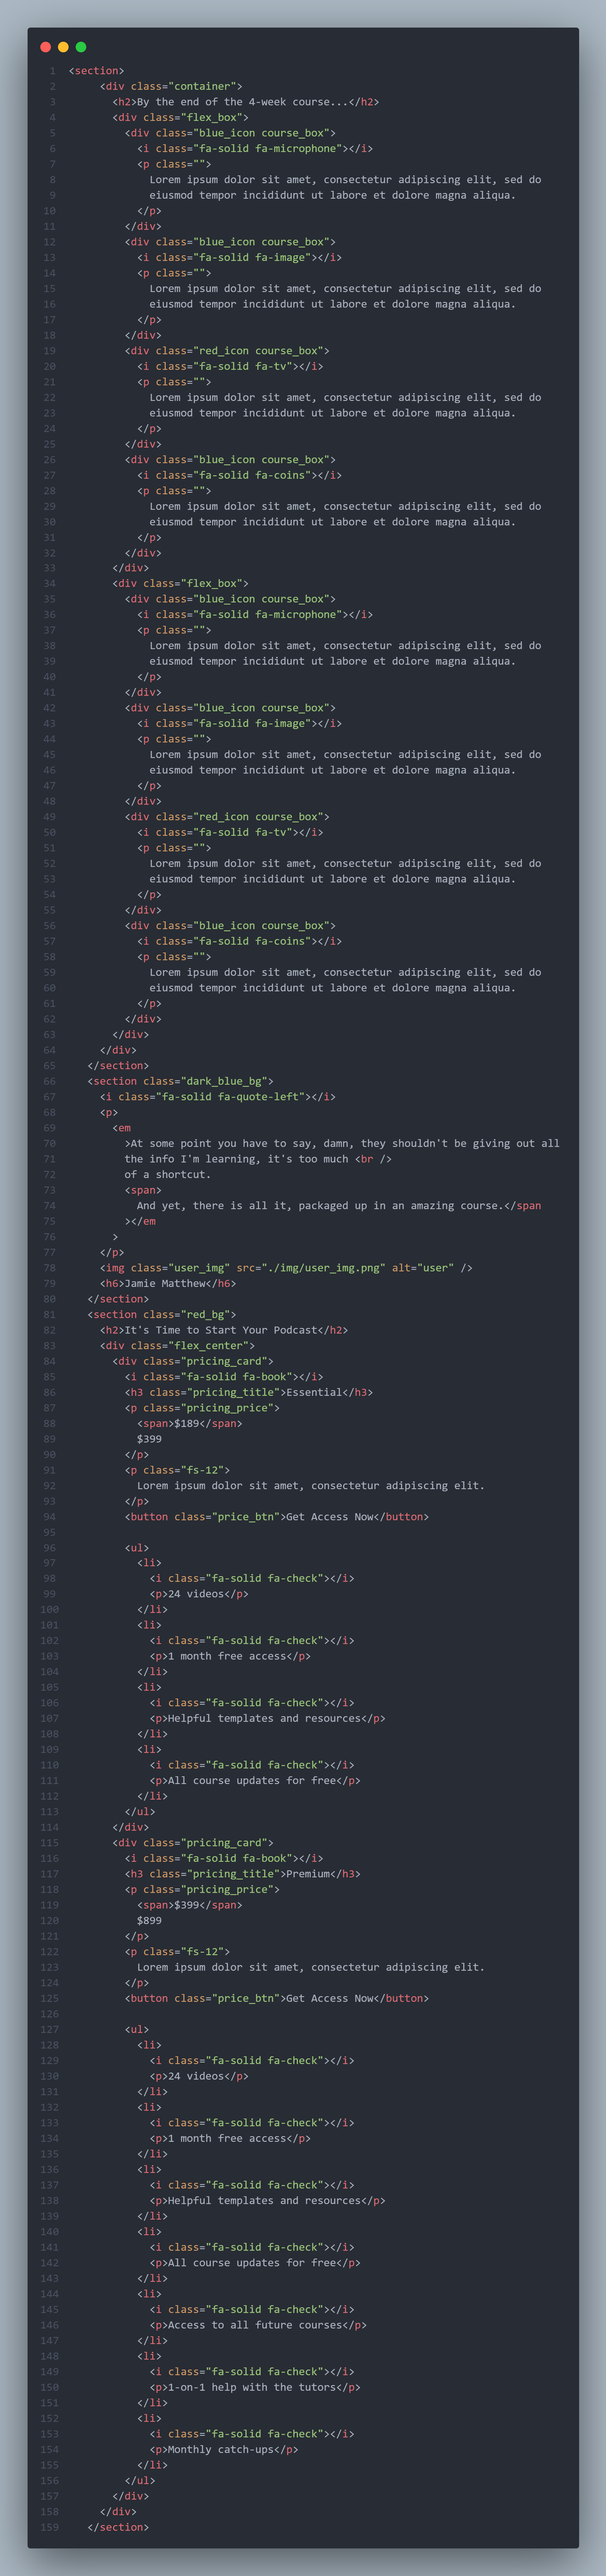 1 <section>
2 <div class="container">
3 <h2>By the end of the 4-week course...</h2>
4 <div class="flex_box">
5 <div class="blue_icon course_box">
6 <i class="fa-solid fa-microphone"></i>
7 <p class="">
8 Lorem ipsum dolor sit amet, consectetur adipiscing elit, sed do
9 eiusmod tempor incididunt ut labore et dolore magna aliqua.
10 </p>
11 </div>
12 <div class="blue_icon course_box">
13 <i class="fa-solid fa-image"></i>
14 <p class="">
15 Lorem ipsum dolor sit amet, consectetur adipiscing elit, sed do
16 eiusmod tempor incididunt ut labore et dolore magna aliqua.
17 </p>
18 </div>
19 <div class="red_icon course_box">
20 <i class="fa-solid fa-tv"></i>
21 <p class="">
22 Lorem ipsum dolor sit amet, consectetur adipiscing elit, sed do
23 eiusmod tempor incididunt ut labore et dolore magna aliqua.
24 </p>
25 </div>
26 <div class="blue_icon course_box">
27 <i class="fa-solid fa-coins"></i>
28 <p class="">
29 Lorem ipsum dolor sit amet, consectetur adipiscing elit, sed do
30 eiusmod tempor incididunt ut labore et dolore magna aliqua.
31 </p>
32 </div>
33 </div>
34 <div class="flex_box">
35 <div class="blue_icon course_box">
36 <i class="fa-solid fa-microphone"></i>
37 <p class="">
38 Lorem ipsum dolor sit amet, consectetur adipiscing elit, sed do
39 eiusmod tempor incididunt ut labore et dolore magna aliqua.
40 </p>
41 </div>
42 <div class="blue_icon course_box">
43 <i class="fa-solid fa-image"></i>
44 <p class="">
45 Lorem ipsum dolor sit amet, consectetur adipiscing elit, sed do
46 eiusmod tempor incididunt ut labore et dolore magna aliqua.
47 </p>
48 </div>
49 <div class="red_icon course_box">
50 <i class="fa-solid fa-tv"></i>
51 <p class="">
52 Lorem ipsum dolor sit amet, consectetur adipiscing elit, sed do
53 eiusmod tempor incididunt ut labore et dolore magna aliqua.
54 </p>
55 </div>
56 <div class="blue_icon course_box">
57 <i class="fa-solid fa-coins"></i>
58 <p class="">
59 Lorem ipsum dolor sit amet, consectetur adipiscing elit, sed do
60 eiusmod tempor incididunt ut labore et dolore magna aliqua.
61 </p>
62 </div>
63 </div>
64 </div>
65 </section>
66 <section class="dark_blue_bg">
67 <i class="fa-solid fa-quote-left"></i>
68 <p>
69 <em
70 >At some point you have to say, damn, they shouldn't be giving out all
71 the info I'm learning, it's too much <br />
72 of a shortcut.
73 <span>
74 And yet, there is all it, packaged up in an amazing course.</span
75 ></em
76 >
77 </p>
78 <img class="user_img" src="./img/user_img.png" alt="user" />
79 <h6>Jamie Matthew</h6>
80 </section>
81 <section class="red_bg">
82 <h2>It's Time to Start Your Podcast</h2>
83 <div class="flex_center">
84 <div class="pricing_card">
85 <i class="fa-solid fa-book"></i>
86 <h3 class="pricing_title">Essential</h3>
87 <p class="pricing_price">
88 <span>$189</span>
89 $399
90 </p>
91 <p class="fs-12">
92 Lorem ipsum dolor sit amet, consectetur adipiscing elit.
93 </p>
94 <button class="price_btn">Get Access Now</button>
95
96 <ul>
97 <li>
98 <i class="fa-solid fa-check"></i>
99 <p>24 videos</p>
100 </li>
101 <li>
102 <i class="fa-solid fa-check"></i>
103 <p>1 month free access</p>
104 </li>
105 <li>
106 <i class="fa-solid fa-check"></i>
107 <p>Helpful templates and resources</p>
108 </li>
109 <li>
110 <i class="fa-solid fa-check"></i>
111 <p>All course updates for free</p>
112 </li>
113 </ul>
114 </div>
115 <div class="pricing_card">
116 <i class="fa-solid fa-book"></i>
117 <h3 class="pricing_title">Premium</h3>
118 <p class="pricing_price">
119 <span>$399</span>
120 $899
121 </p>
122 <p class="fs-12">
123 Lorem ipsum dolor sit amet, consectetur adipiscing elit.
124 </p>
125 <button class="price_btn">Get Access Now</button>
126
127 <ul>
128 <li>
129 <i class="fa-solid fa-check"></i>
130 <p>24 videos</p>
131 </li>
132 <li>
133 <i class="fa-solid fa-check"></i>
134 <p>1 month free access</p>
135 </li>
136 <li>
137 <i class="fa-solid fa-check"></i>
138 <p>Helpful templates and resources</p>
139 </li>
140 <li>
141 <i class="fa-solid fa-check"></i>
142 <p>All course updates for free</p>
143 </li>
144 <li>
145 <i class="fa-solid fa-check"></i>
146 <p>Access to all future courses</p>
147 </li>
148 <li>
149 <i class="fa-solid fa-check"></i>
150 <p>1-on-1 help with the tutors</p>
151 </li>
152 <li>
153 <i class="fa-solid fa-check"></i>
154 <p>Monthly catch-ups</p>
155 </li>
156 </ul>
157 </div>
158 </div>
159 </section>